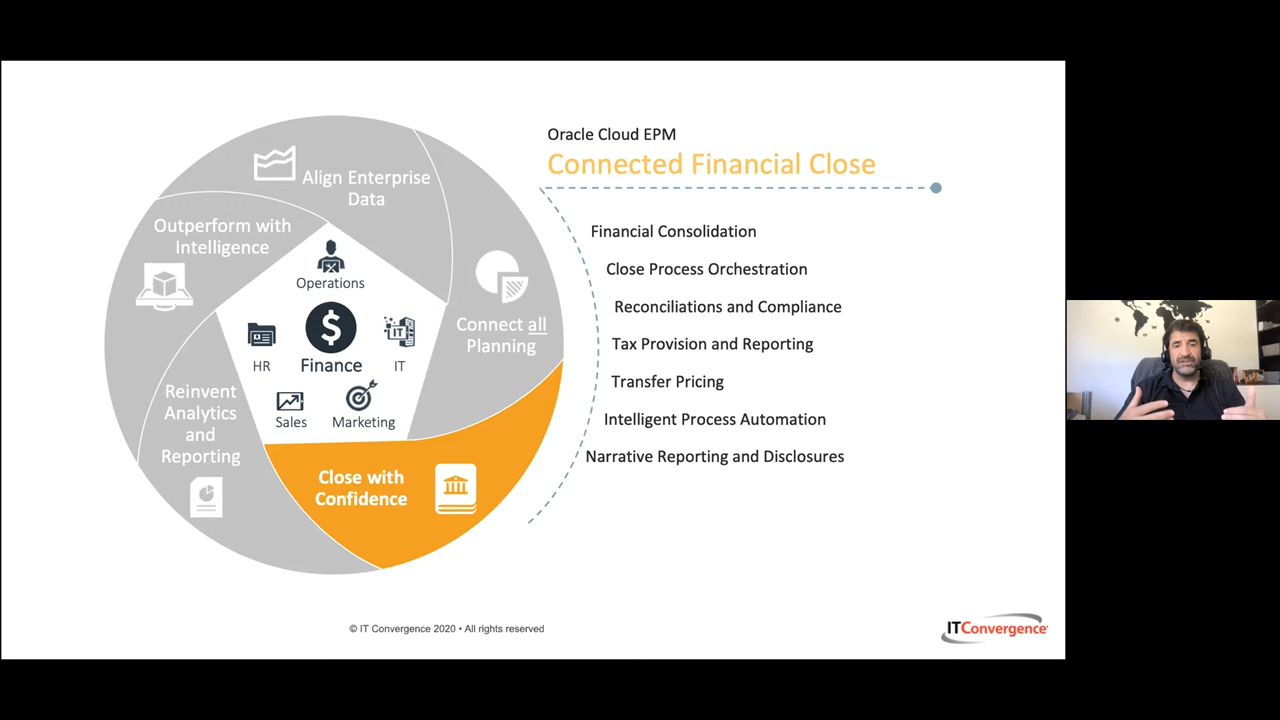 Oracle Cloud EPM
Connected Financial Close
Align Enterprise
Data
Outperform with
Intelligence
Operations
Connect all
Planning
HR
Finance
IT
IT
Sales
Marketing
Reinvent
Analytics
and
Reporting
Close with
Confidence
Financial Consolidation
Close Process Orchestration
Reconciliations and Compliance
Tax Provision and Reporting
Transfer Pricing
Intelligent Process Automation
Narrative Reporting and Disclosures
© IT Convergence 2020 • All rights reserved
ITConvergence